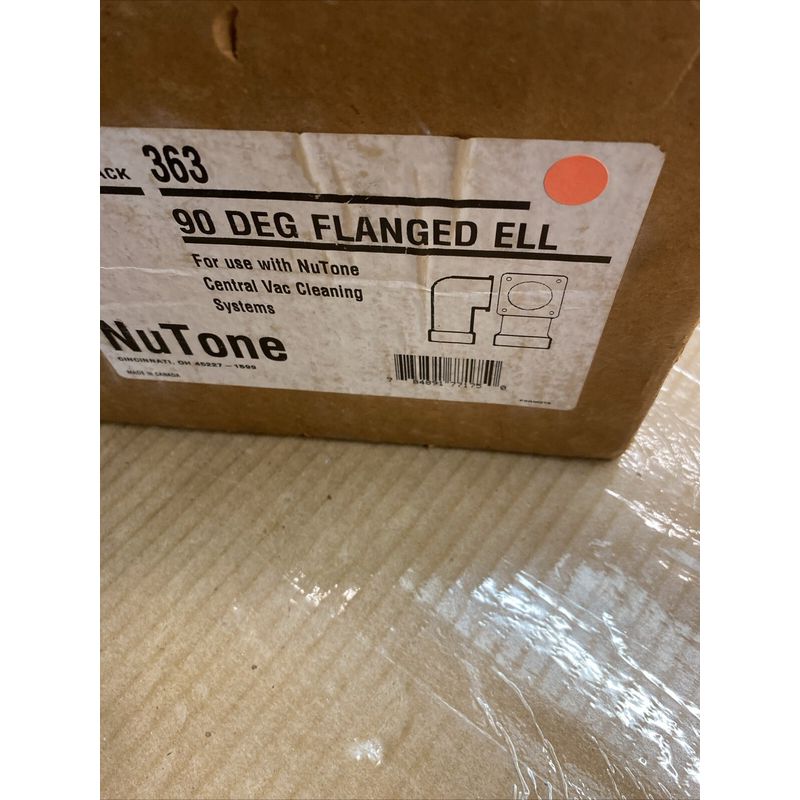 363
90 DEG FLANGED ELL
For use with NuTone
Central Vac Cleaning
Systems
NuTone
CINCINNATI, OH 45227-1599
MADE IN CANADA